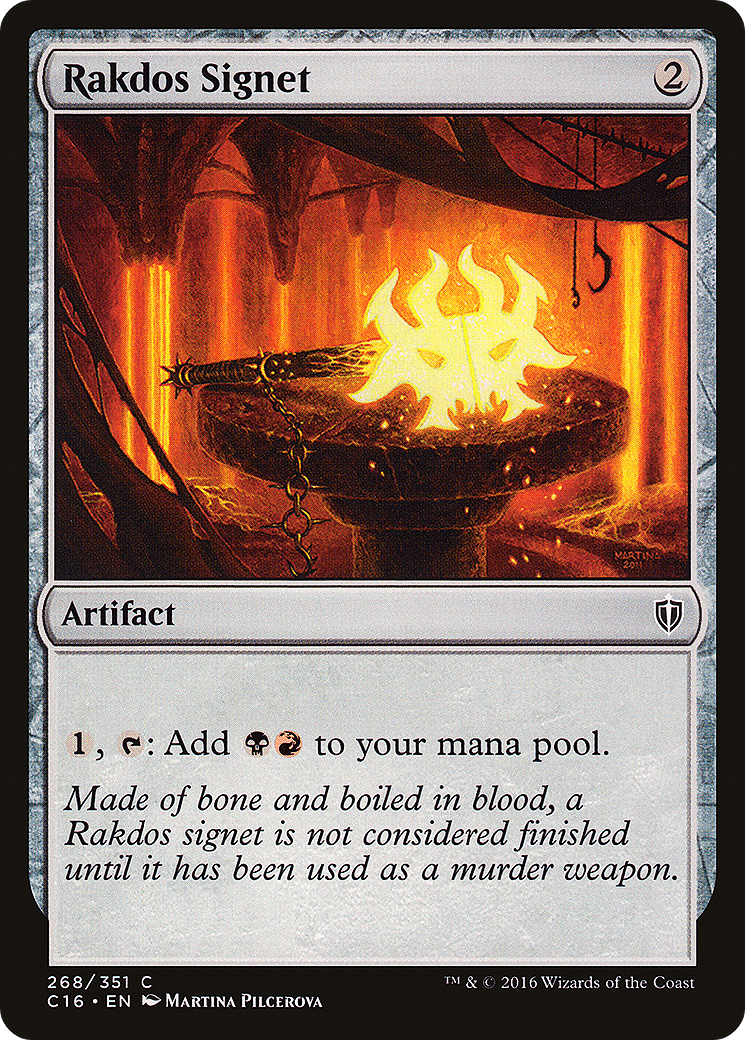 Rakdos Signet 2
MARTINA
2011
Artifact
1, : Add to your mana pool.
Made of bone and boiled in blood, a
Rakdos signet is not considered finished
until it has been used as a murder weapon.
268/351 C
™ & © 2016 Wizards of the Coast
C16 • EN Martina Pilcerova